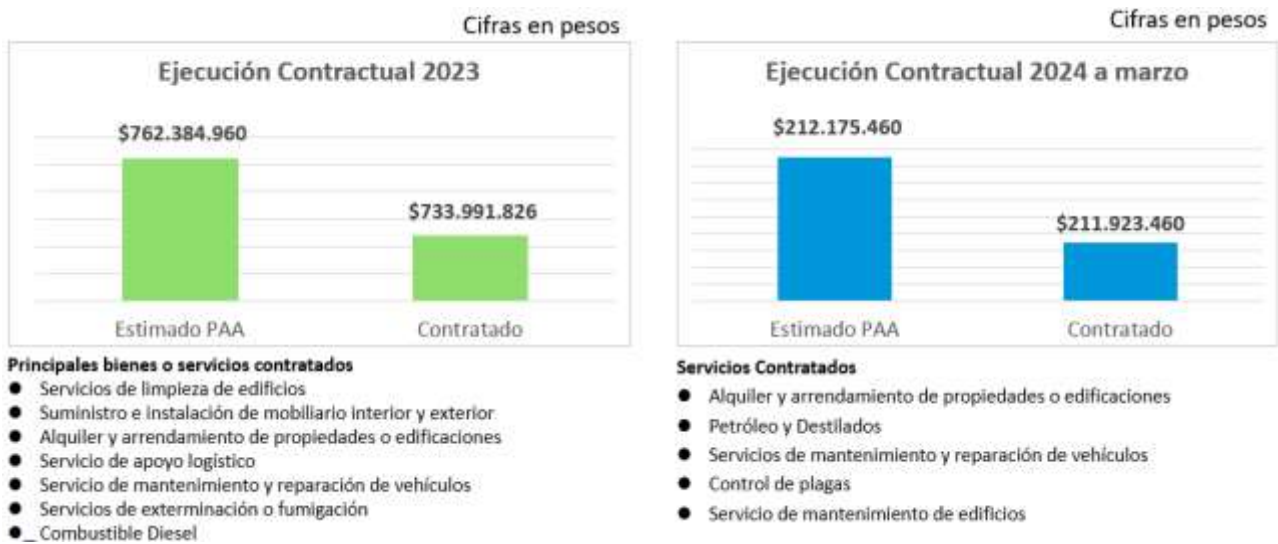 Cifras en pesos
Ejecución Contractual 2023
$762.384.960
$733.991.826
Estimado PAA
Contratado
Principales bienes o servicios contratados
● Servicios de limpieza de edificios
● Suministro e instalación de mobiliario interior y exterior
● Alquiler y arrendamiento de propiedades o edificaciones
● Servicio de apoyo logístico
● Servicio de mantenimiento y reparación de vehículos
● Servicios de exterminación o fumigación
●_ Combustible Diesel
Cifras en pesos
Ejecución Contractual 2024 a marzo
$212.175.460
$211.923.460
Estimado PAA
Contratado
Servicios Contratados
● Alquiler y arrendamiento de propiedades o edificaciones
● Petróleo y Destilados
● Servicios de mantenimiento y reparación de vehículos
● Control de plagas
● Servicio de mantenimiento de edificios